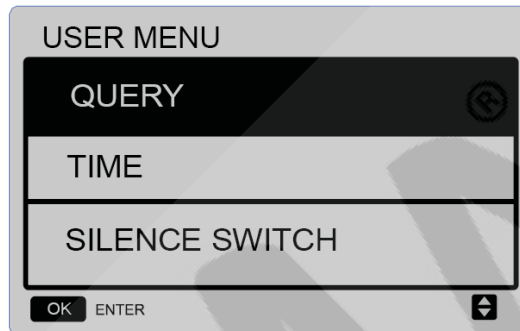 USER MENU
QUERY
TIME
SILENCE SWITCH
OK ENTER